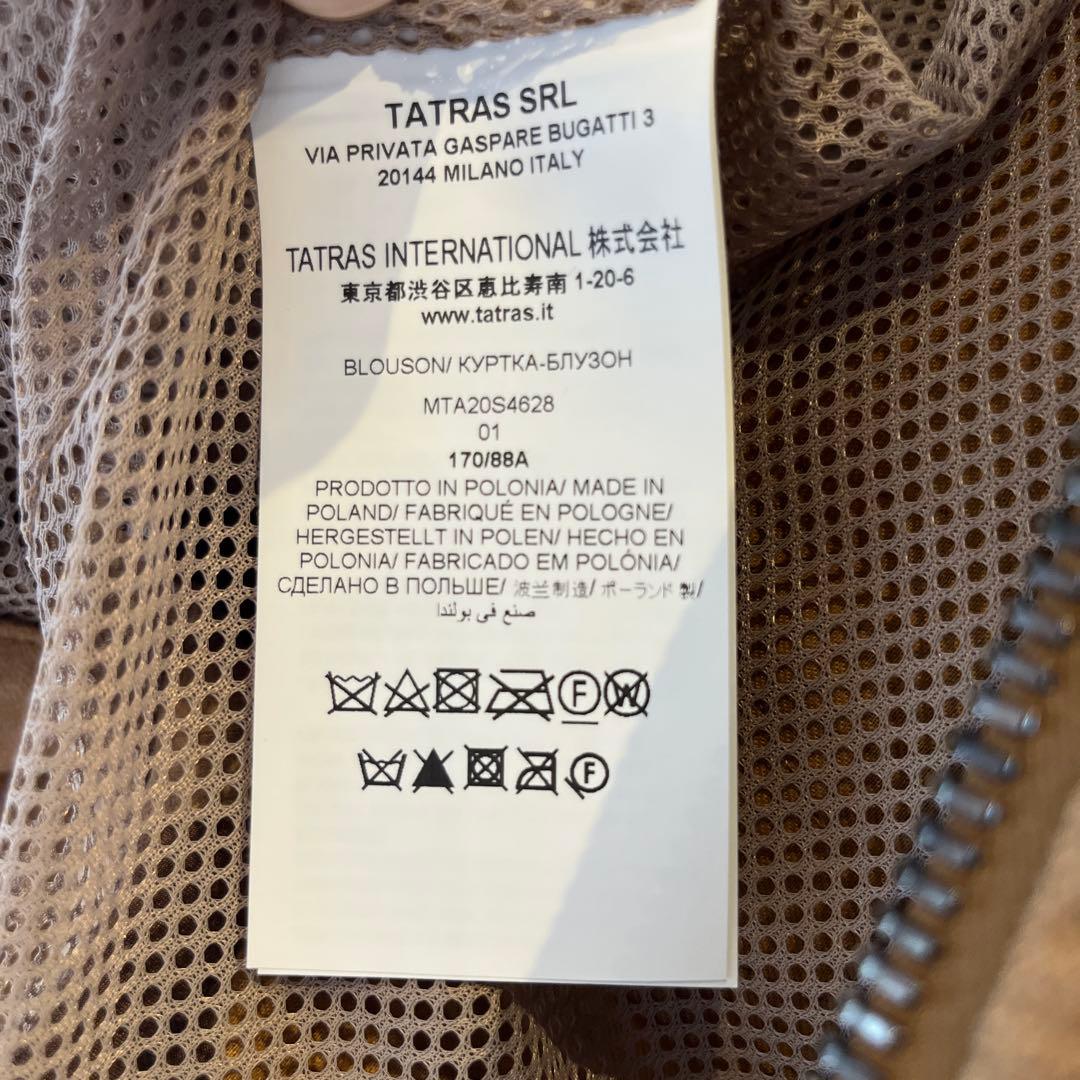 TATRAS SRL
VIA PRIVATA GASPARE BUGATTI 3
20144 MILANO ITALY
TATRAS INTERNATIONAL 株式会社
東京都渋谷区恵比寿南 1-20-6
www.tatras.it
BLOUSON/ КУРТКА-БЛУЗОН
MTA20S4628
01
170/88A
PRODOTTO IN POLONIA/ MADE IN
POLAND/ FABRIQUÉ EN POLOGNE/
HERGESTELLT IN POLEN/ HECHO EN
POLONIA/ FABRICADO EM POLÓNIA/
СДЕЛАНО В ПОЛЬШЕ/ 波兰制造/ ポーランド 製/
صنع في بولندا
F W
F